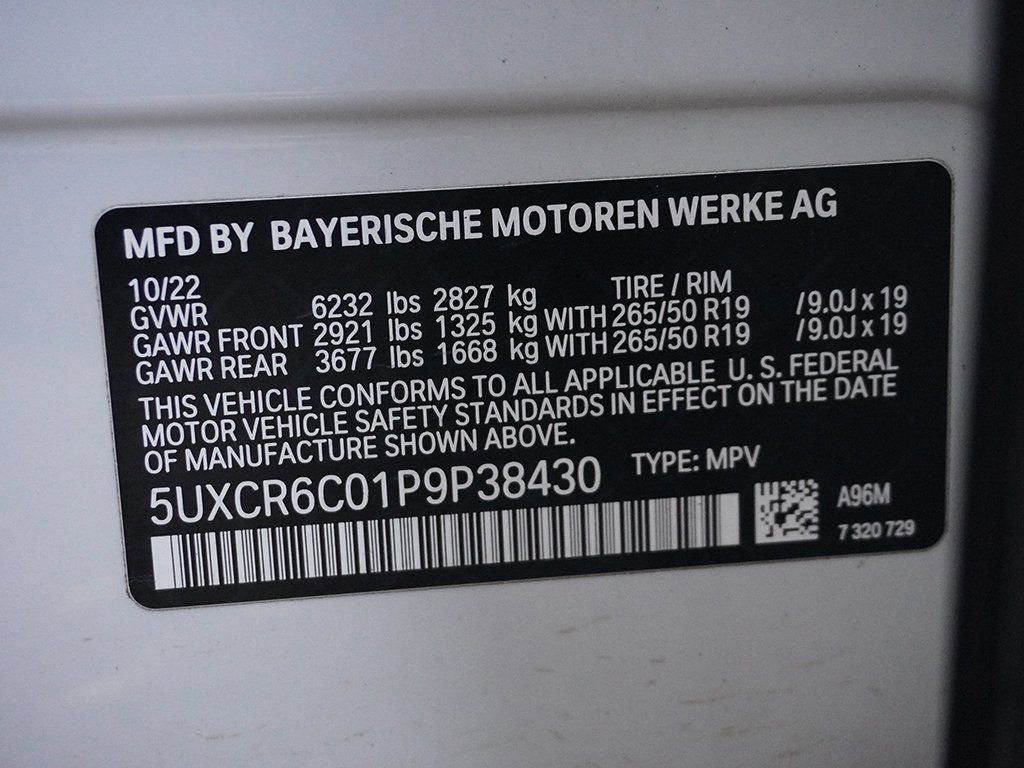 MFD BY BAYERISCHE MOTOREN WERKE AG
10/22 TIRE / RIM
GVWR 6232 lbs 2827 kg
GAWR FRONT 2921 lbs 1325 kg WITH 265/50 R19 /9.0J x 19
GAWR REAR 3677 lbs 1668 kg WITH 265/50 R19 /9.0J x 19
THIS VEHICLE CONFORMS TO ALL APPLICABLE U. S. FEDERAL
MOTOR VEHICLE SAFETY STANDARDS IN EFFECT ON THE DATE
OF MANUFACTURE SHOWN ABOVE.
5UXCR6C01P9P38430 TYPE: MPV
A96M
7 320 729